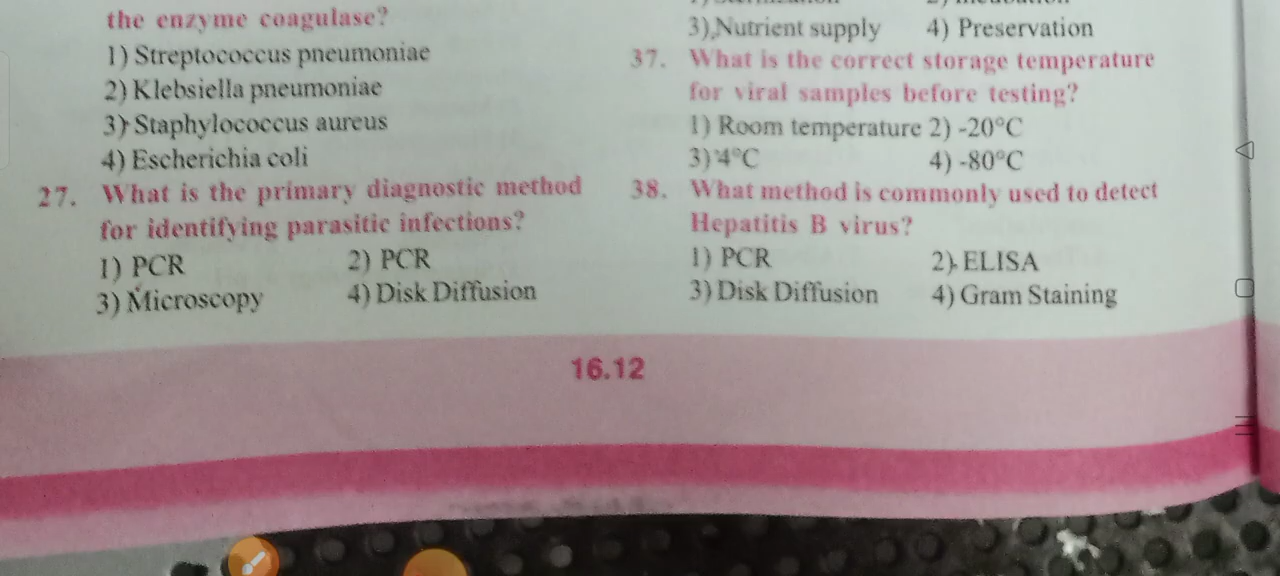 the enzyme coagulase?
1) Streptococcus pneumoniae
2) Klebsiella pneumoniae
3) Staphylococcus aureus
4) Escherichia coli
27. What is the primary diagnostic method
for identifying parasitic infections?
1) PCR 2) PCR
3) Microscopy 4) Disk Diffusion
3) Nutrient supply 4) Preservation
37. What is the correct storage temperature
for viral samples before testing?
1) Room temperature 2) -20°C
3) 4°C 4) -80°C
38. What method is commonly used to detect
Hepatitis B virus?
1) PCR 2) ELISA
3) Disk Diffusion 4) Gram Staining
16.12